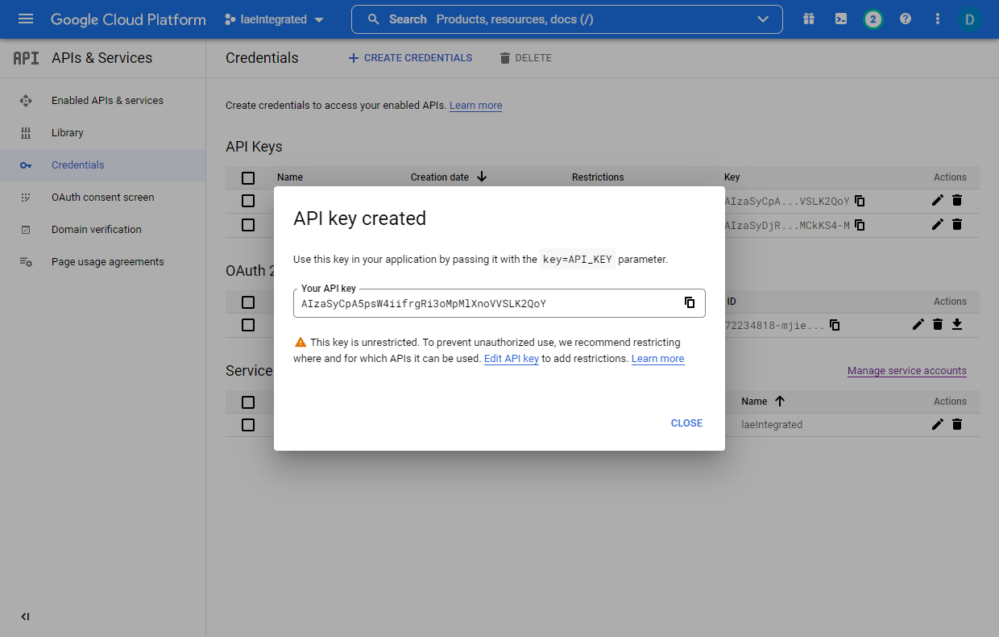 Google Cloud Platform
IaeIntegrated
Search Products, resources, docs (/)
2
?
D
API APIs & Services
Credentials
CREATE CREDENTIALS
DELETE
Enabled APIs & services
Library
Credentials
OAuth consent screen
Domain verification
Page usage agreements
Create credentials to access your enabled APIs. Learn more
API Keys
Name Creation date Restrictions Key Actions
AIzaSyCpA...VSLK2QoY
AIzaSyDjR...MCkKS4-M
API key created
Use this key in your application by passing it with the key=API_KEY parameter.
Your API key
AIzaSyCpA5psW4iifrgRi3oMpMlXnoVVSLK2QoY
This key is unrestricted. To prevent unauthorized use, we recommend restricting
where and for which APIs it can be used. Edit API key to add restrictions. Learn more
CLOSE
OAuth 2
ID Actions
72234818-mjie...
Service
Manage service accounts
Name Actions
IaeIntegrated